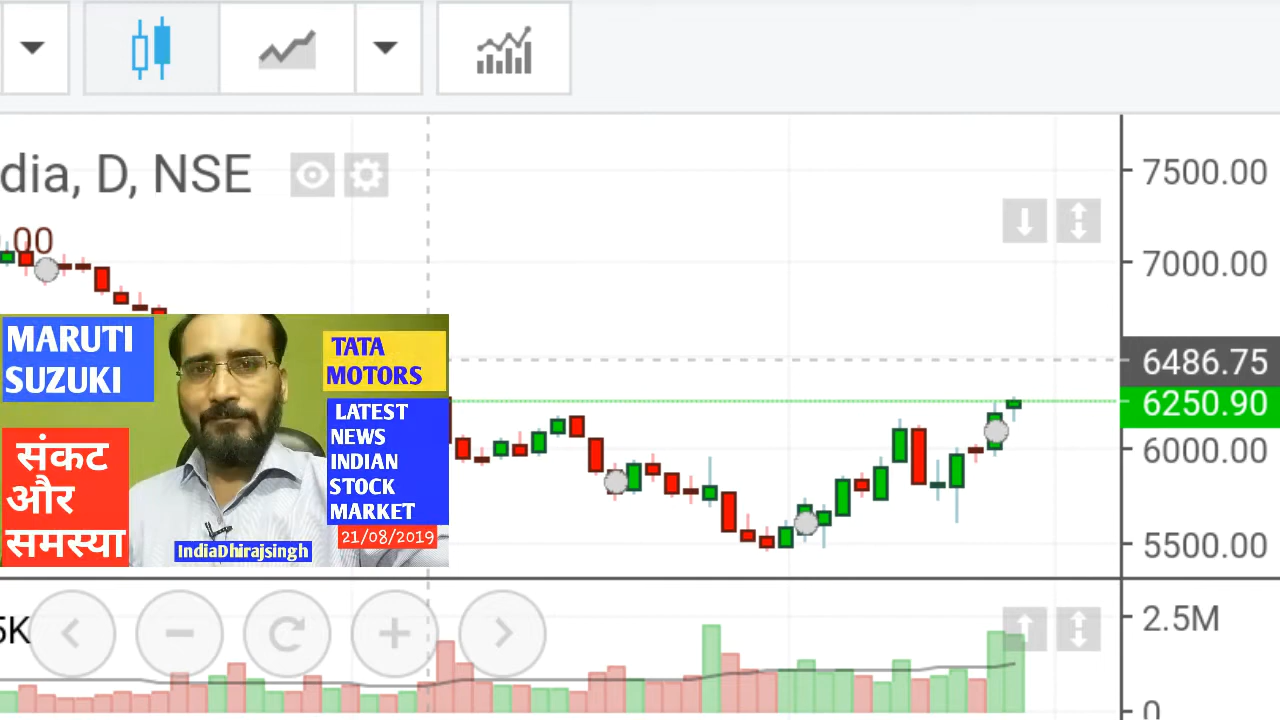 dia, D, NSE
.00
7500.00
7000.00
6486.75
6250.90
6000.00
5500.00
MARUTI
SUZUKI
संकट
और
समस्या
TATA
MOTORS
LATEST
NEWS
INDIAN
STOCK
MARKET
21/08/2019
IndiaDhirajsingh
5K
2.5M
0